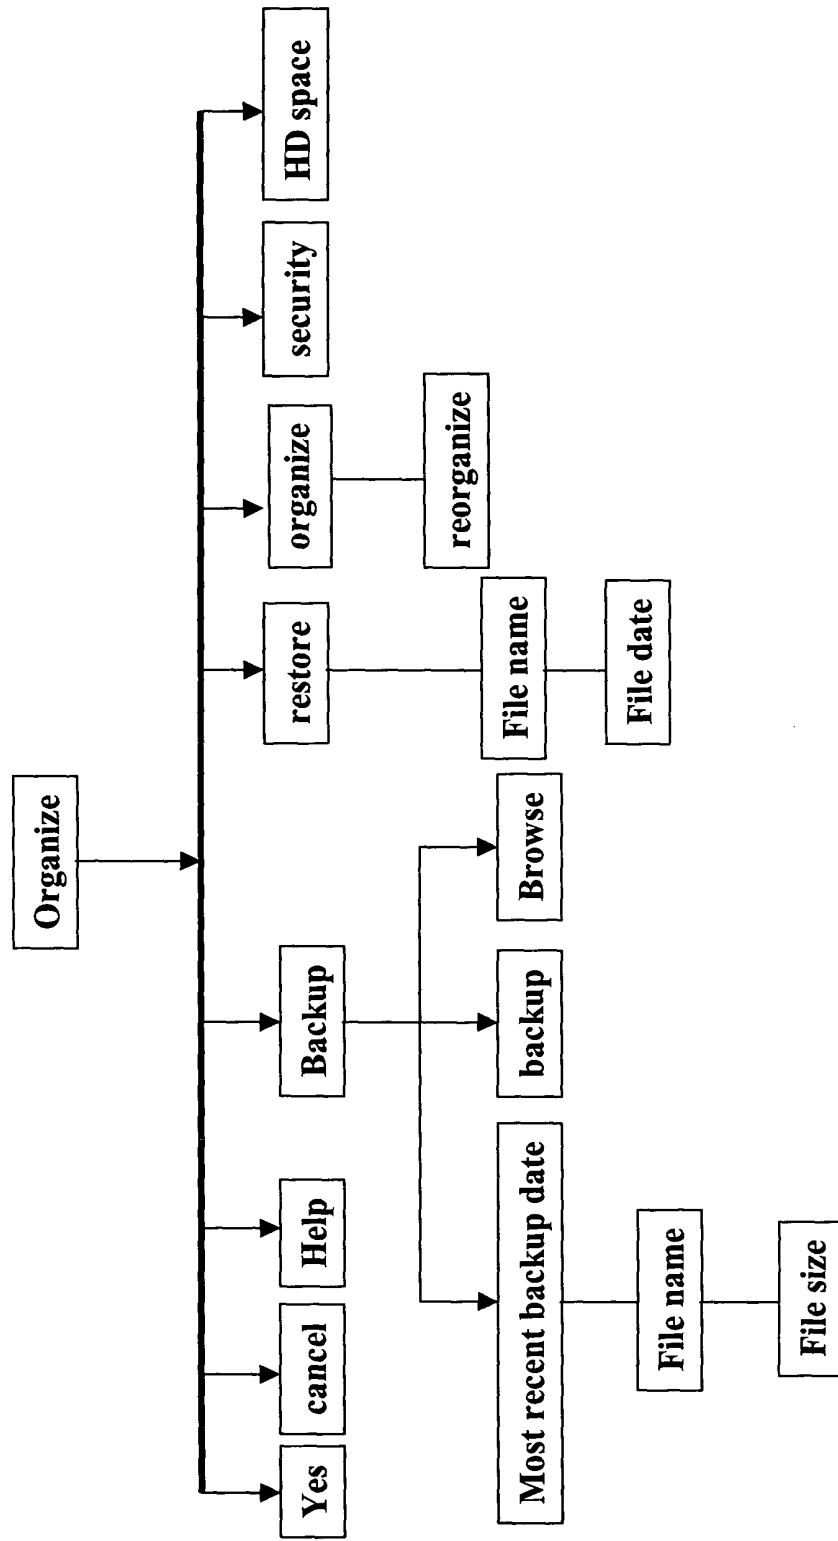 Organize
Yes
cancel
Help
Backup
restore
organize
security
HD space
Most recent backup date
backup
Browse
File name
reorganize
File name
File date
File size